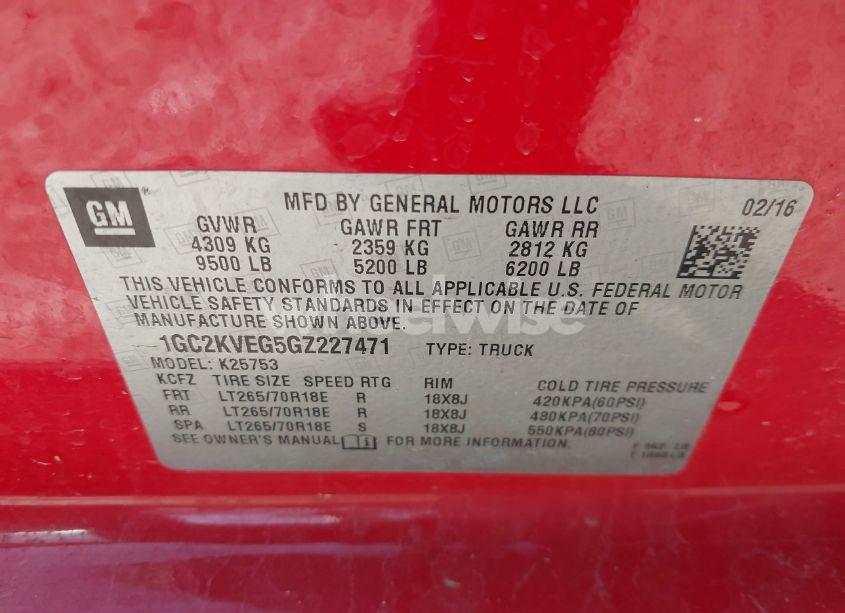 GM ® MFD BY GENERAL MOTORS LLC 02/16
GVWR GAWR FRT GAWR RR
4309 KG 2359 KG 2812 KG
9500 LB 5200 LB 6200 LB
THIS VEHICLE CONFORMS TO ALL APPLICABLE U.S. FEDERAL MOTOR
VEHICLE SAFETY STANDARDS IN EFFECT ON THE DATE OF
MANUFACTURE SHOWN ABOVE.
1GC2KVEG5GZ227471 TYPE: TRUCK
MODEL: K25753
KCFZ TIRE SIZE SPEED RTG RIM COLD TIRE PRESSURE
FRT LT265/70R18E R 18X8J 420KPA(60PSI)
RR LT265/70R18E R 18X8J 480KPA(70PSI)
SPA LT265/70R18E S 18X8J 550KPA(80PSI)
SEE OWNER'S MANUAL FOR MORE INFORMATION.